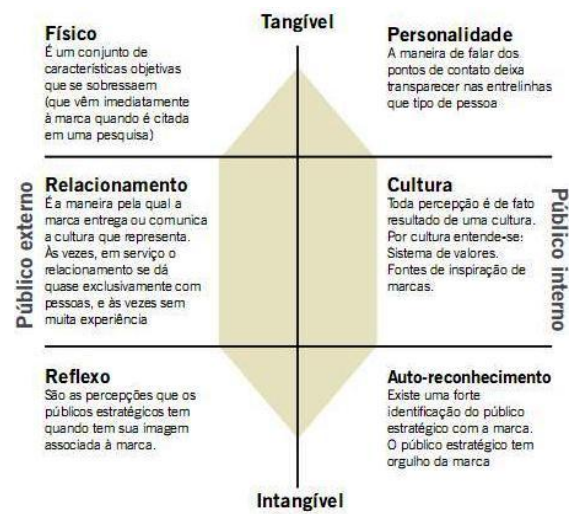 Tangível
Físico
É um conjunto de
características objetivas
que se sobressaem
(que vêm imediatamente
à marca quando é citada
em uma pesquisa)
Personalidade
A maneira de falar dos
pontos de contato deixa
transparecer nas entrelinhas
que tipo de pessoa
Público externo
Relacionamento
É a maneira pela qual a
marca entrega ou comunica
a cultura que representa.
Às vezes, em serviço o
relacionamento se dá
quase exclusivamente com
pessoas, e às vezes sem
muita experiência
Cultura
Toda percepção é de fato
resultado de uma cultura.
Por cultura entende-se:
Sistema de valores.
Fontes de inspiração de
marcas.
Público interno
Reflexo
São as percepções que os
públicos estratégicos tem
quando tem sua imagem
associada à marca.
Auto-reconhecimento
Existe uma forte
identificação do público
estratégico com a marca.
O público estratégico tem
orgulho da marca
Intangível